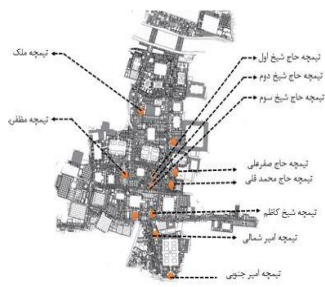 تیمچه ملک
تیمچه مظفریه
تیمچه حاج شیخ اول
تیمچه حاج شیخ دوم
تیمچه حاج شیخ سوم
تیمچه حاج صفرعلی
تیمچه حاج محمد قلی
تیمچه شیخ کاظم
تیمچه امیر شمالی
تیمچه امیر جنوبی